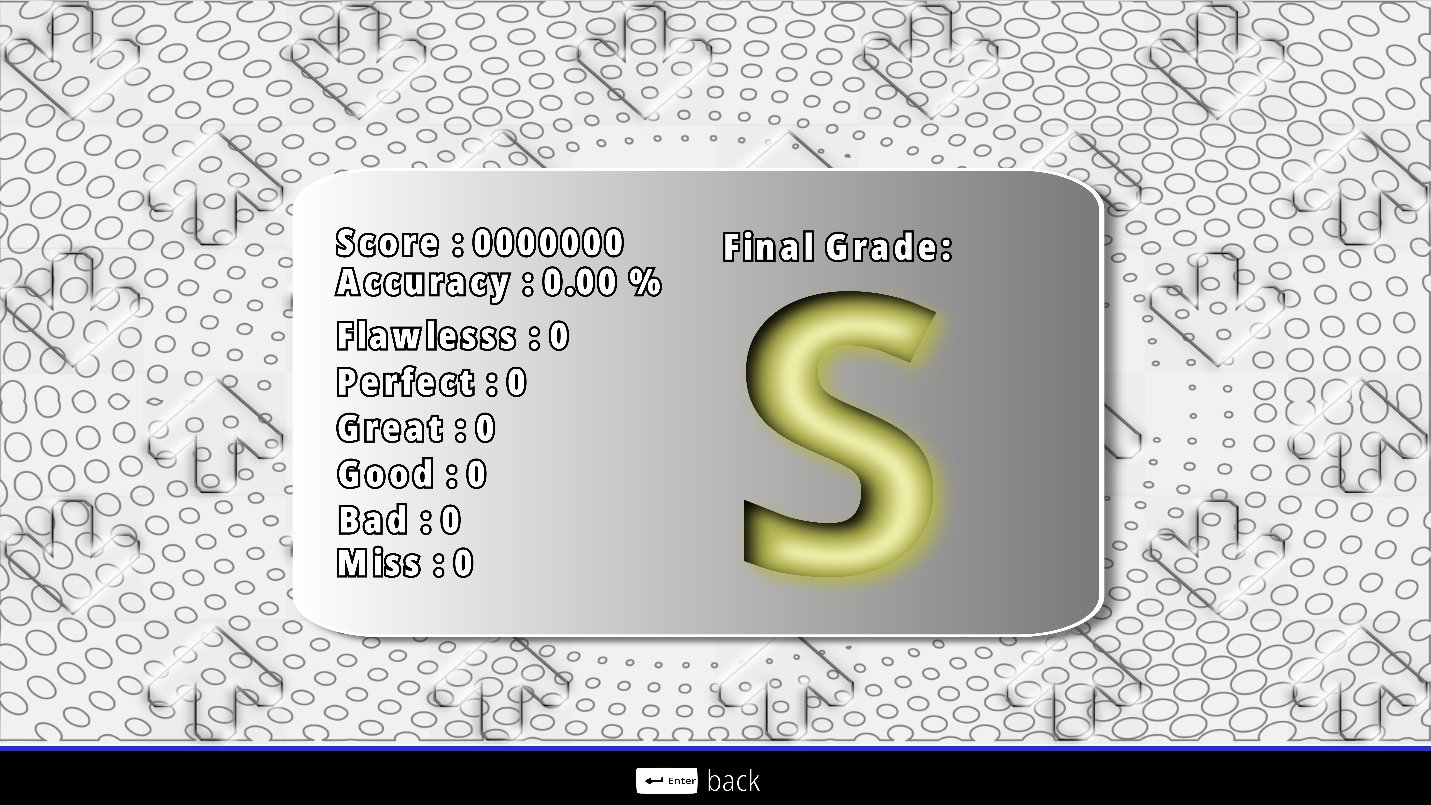 Score : 0000000
Accuracy : 0.00 %
Flawlesss : 0
Perfect : 0
Great : 0
Good : 0
Bad : 0
Miss : 0
Final Grade:
S
Enter back